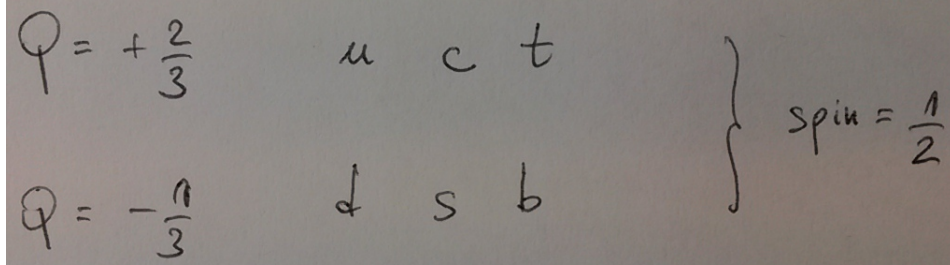 Q = + 2/3 u c t
spin = 1/2
Q = - 1/3 d s b